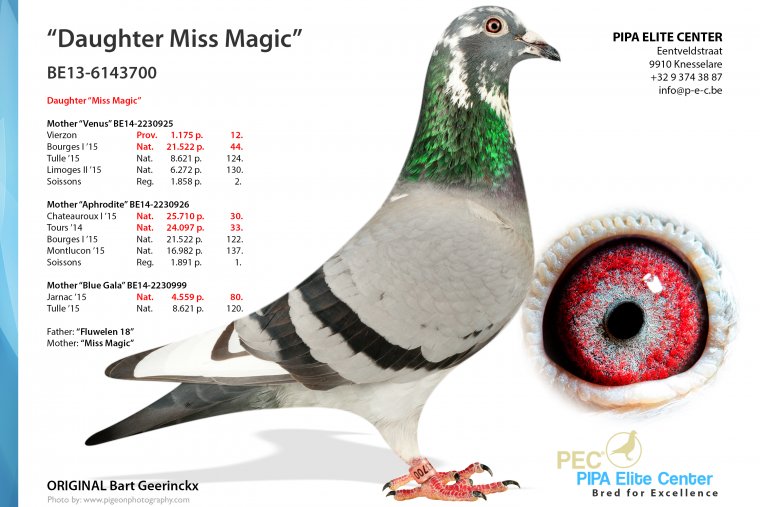 “Daughter Miss Magic”
BE13-6143700
Daughter “Miss Magic”
Mother “Venus” BE14-2230925
Vierzon Prov. 1.175 p. 12.
Bourges I ’15 Nat. 21.522 p. 44.
Tulle ’15 Nat. 8.621 p. 124.
Limoges II ’15 Nat. 6.272 p. 130.
Soissons Reg. 1.858 p. 2.
Mother “Aphrodite” BE14-2230926
Chateauroux I ’15 Nat. 25.710 p. 30.
Tours ’14 Nat. 24.097 p. 33.
Bourges I ’15 Nat. 21.522 p. 122.
Montlucon ’15 Nat. 16.982 p. 137.
Soissons Reg. 1.891 p. 1.
Mother “Blue Gala” BE14-2230999
Jarnac ’15 Nat. 4.559 p. 80.
Tulle ’15 Nat. 8.621 p. 120.
Father: “Fluwelen 18”
Mother: “Miss Magic”
PIPA ELITE CENTER
Eentveldstraat
9910 Knesselare
+32 9 374 38 87
info@p-e-c.be
700
ORIGINAL Bart Geerinckx
Photo by: www.pigeonphotography.com
PEC
PIPA Elite Center
Bred for Excellence